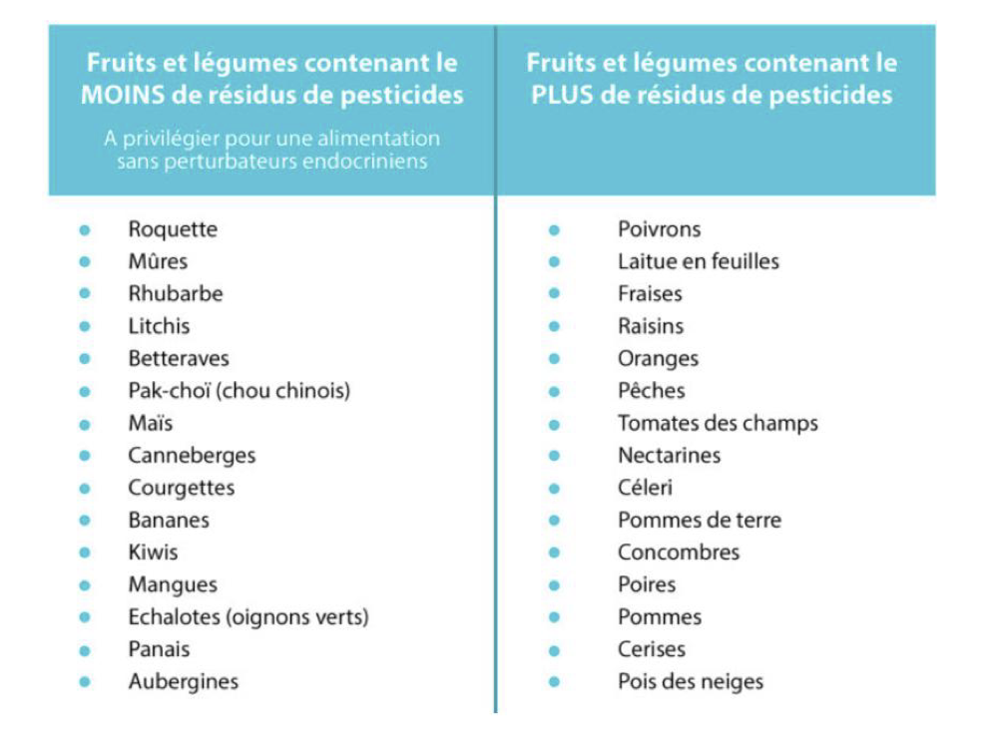 Fruits et légumes contenant le
MOINS de résidus de pesticides
A privilégier pour une alimentation
sans perturbateurs endocriniens
Roquette
Mûres
Rhubarbe
Litchis
Betteraves
Pak-choï (chou chinois)
Maïs
Canneberges
Courgettes
Bananes
Kiwis
Mangues
Echalotes (oignons verts)
Panais
Aubergines
Fruits et légumes contenant le
PLUS de résidus de pesticides
Poivrons
Laitue en feuilles
Fraises
Raisins
Oranges
Pêches
Tomates des champs
Nectarines
Céleri
Pommes de terre
Concombres
Poires
Pommes
Cerises
Pois des neiges